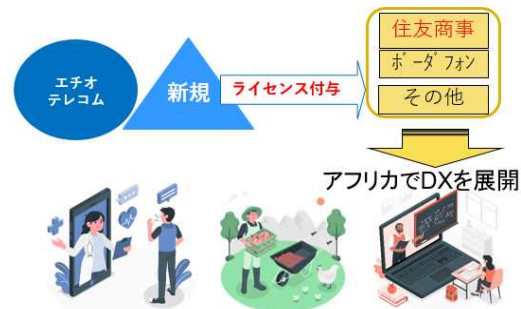 エチオ
テレコム
新規
ライセンス付与
住友商事
ﾎﾞｰﾀﾞﾌｫﾝ
その他
アフリカでDXを展開